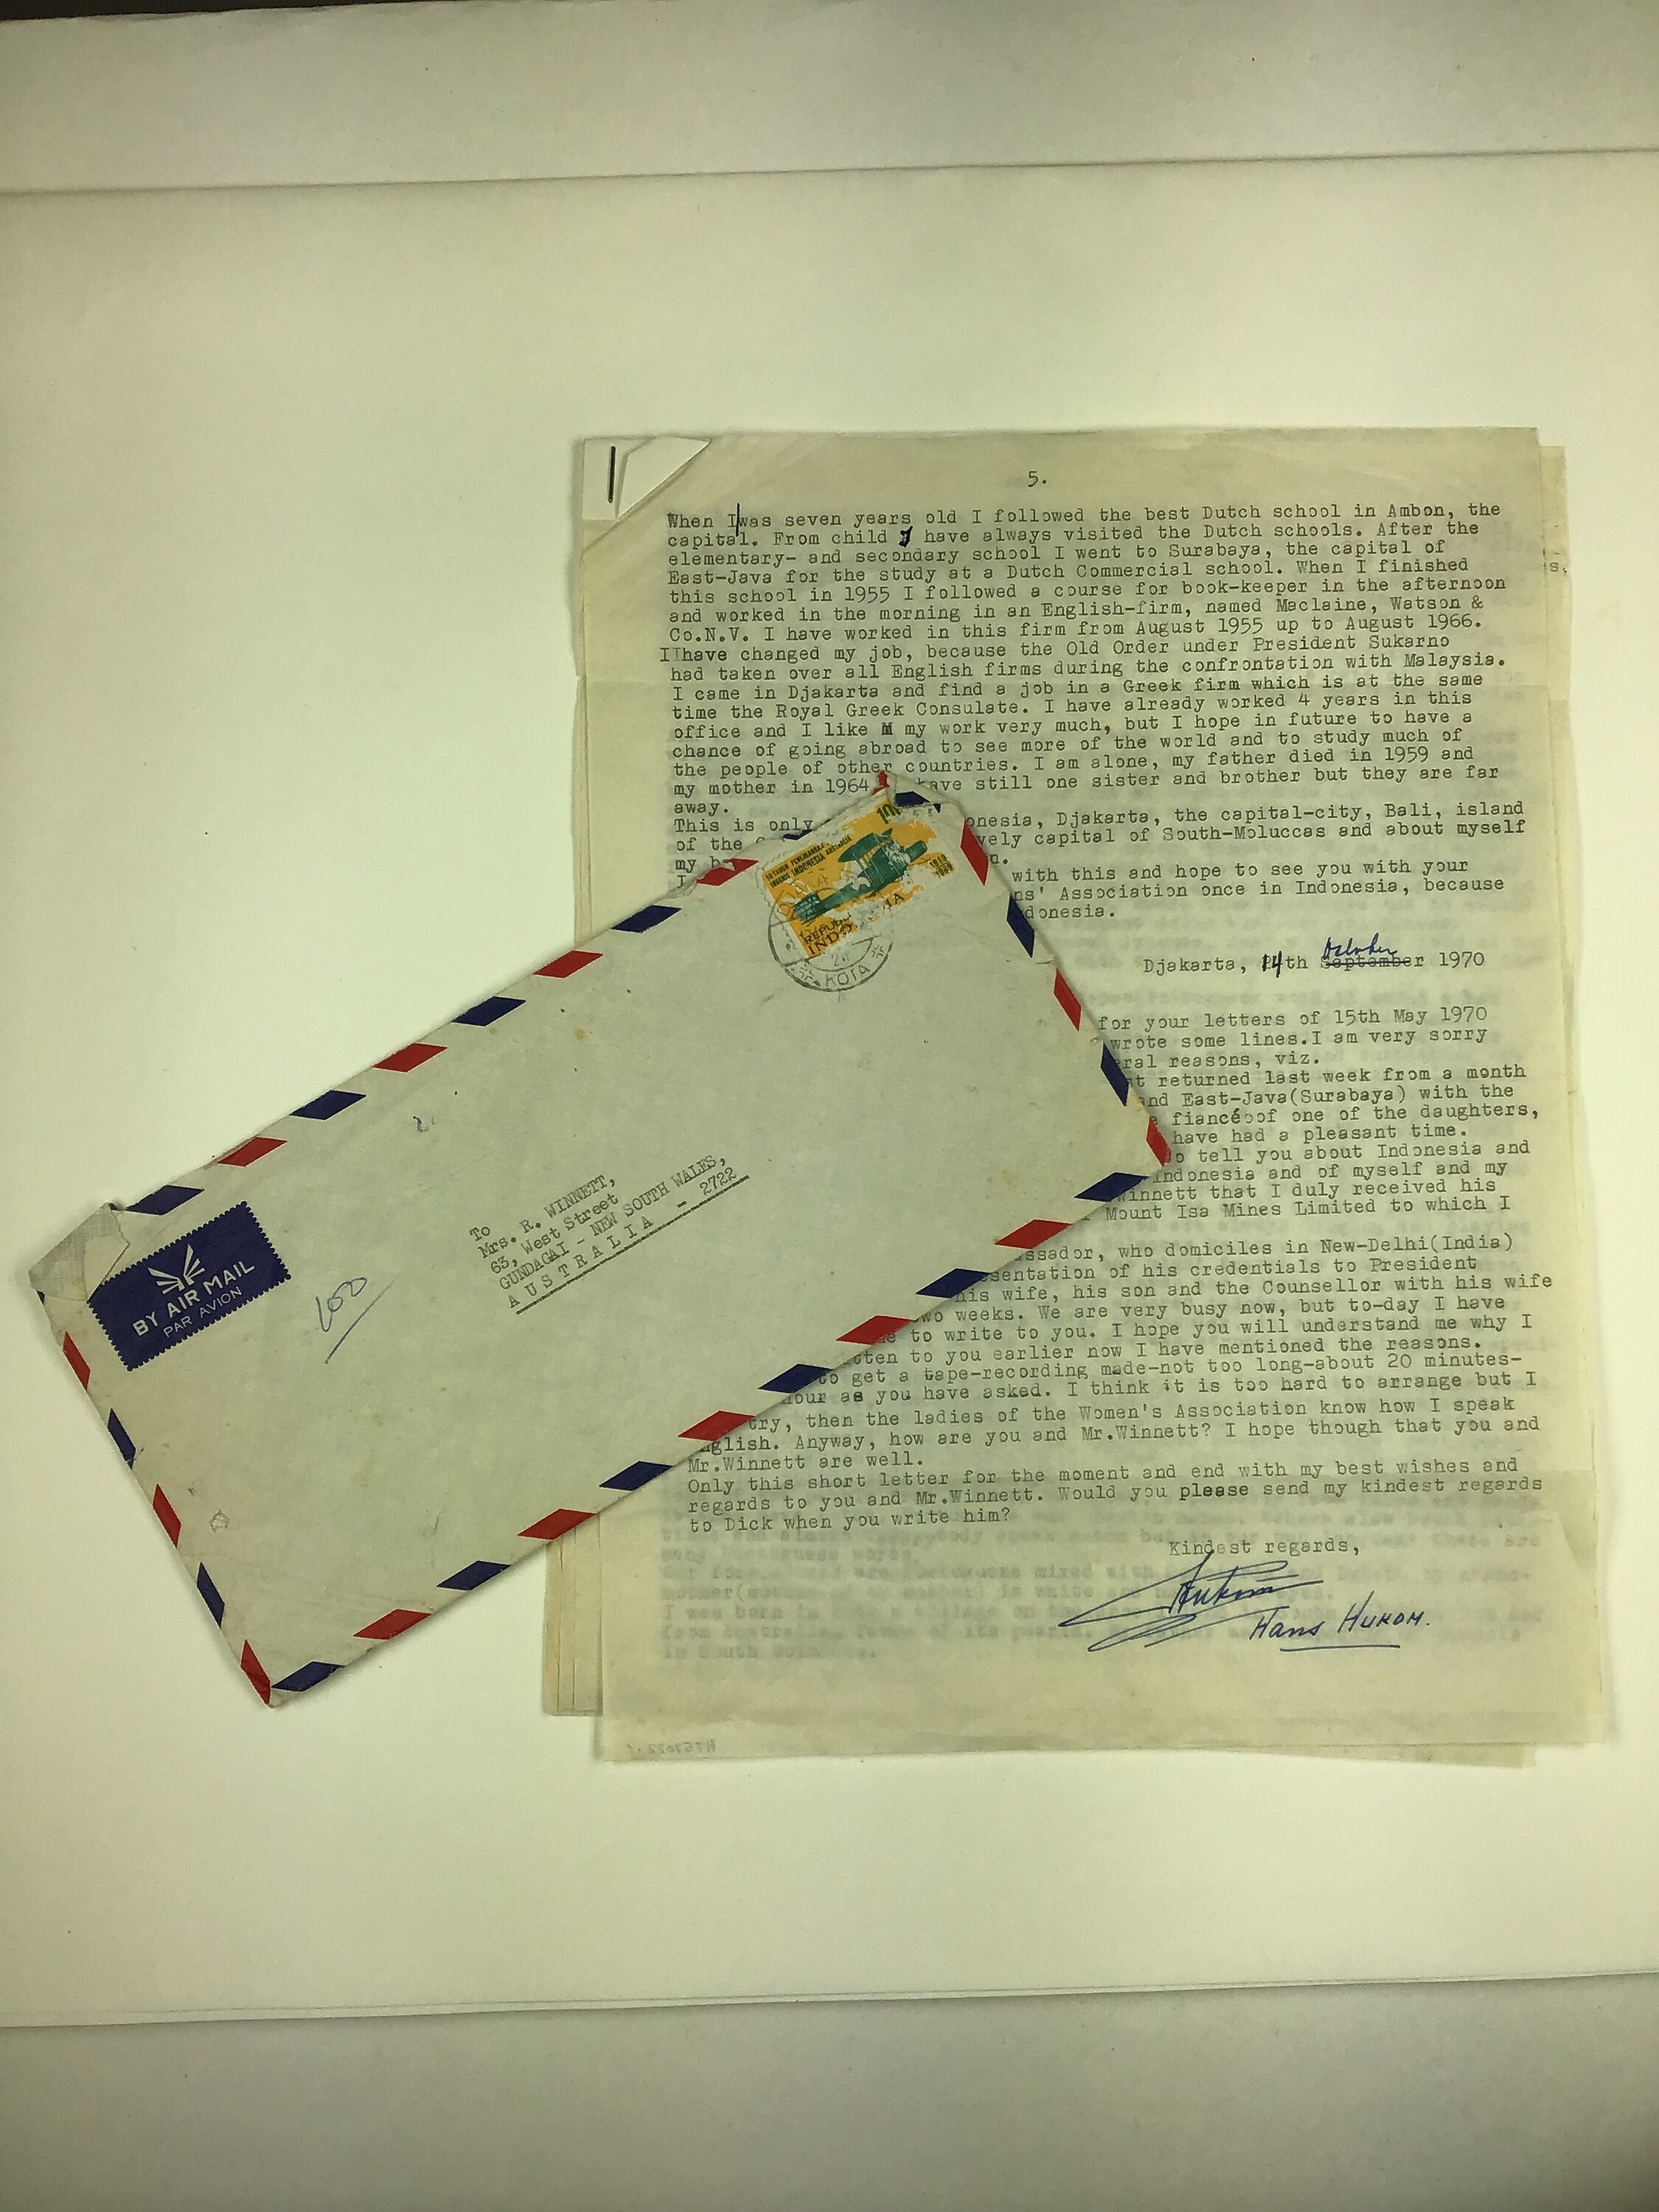 5.
When I was seven years old I followed the best Dutch school in Ambon, the
capital. From child I have always visited the Dutch schools. After the
elementary- and secondary school I went to Surabaya, the capital of
East-Java for the study at a Dutch Commercial school. When I finished
this school in 1955 I followed a course for book-keeper in the afternoon
and worked in the morning in an English-firm, named Maclaine, Watson &
Co.N.V. I have worked in this firm from August 1955 up to August 1966.
I have changed my job, because the Old Order under President Sukarno
had taken over all English firms during the confrontation with Malaysia.
I came in Djakarta and find a job in a Greek firm which is at the same
time the Royal Greek Consulate. I have already worked 4 years in this
office and I like my work very much, but I hope in future to have a
chance of going abroad to see more of the world and to study much of
the people of other countries. I am alone, my father died in 1959 and
my mother in 1964 have still one sister and brother but they are far
away.
This is only Djakarta, the capital-city, Bali, island
of the capital of South-Moluccas and about myself
my
I with this and hope to see you with your
Association once in Indonesia, because
Djakarta, 14th September October 1970
for your letters of 15th May 1970
wrote some lines.I am very sorry
reasons, viz.
returned last week from a month
and East-Java(Surabaya) with the
fiancé of one of the daughters,
have had a pleasant time.
tell you about Indonesia and
Indonesia and of myself and my
Winnett that I duly received his
Mount Isa Mines Limited to which I
who domiciles in New-Delhi(India)
of his credentials to President
his wife, his son and the Counsellor with his wife
two weeks. We are very busy now, but to-day I have
to write to you. I hope you will understand me why I
to you earlier now I have mentioned the reasons.
to get a tape-recording made-not too long-about 20 minutes-
hour as you have asked. I think it is too hard to arrange but I
try, then the ladies of the Women's Association know how I speak
English. Anyway, how are you and Mr.Winnett? I hope though that you and
Mr.Winnett are well.
Only this short letter for the moment and end with my best wishes and
regards to you and Mr.Winnett. Would you please send my kindest regards
to Dick when you write him?
Kindest regards,
Hans Hukom.
INDONESIA AUSTRALIA
1919
1969
REPUBLIK
INDONESIA
KOTA
To
Mrs. R. WINNETT,
63, West Street
GUNDAGAI - NEW SOUTH WALES,
AUSTRALIA - 2722
BY AIR MAIL
PAR AVION
100